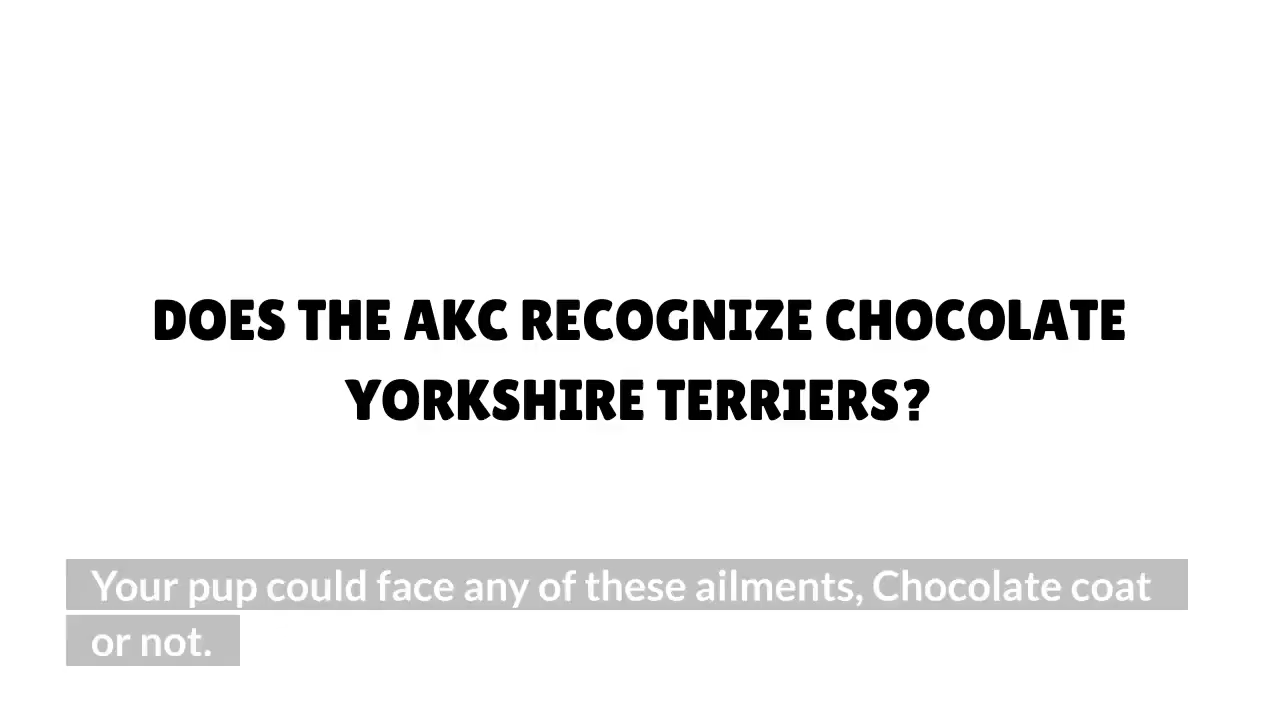 DOES THE AKC RECOGNIZE CHOCOLATE
YORKSHIRE TERRIERS?
Your pup could face any of these ailments, Chocolate coat
or not.